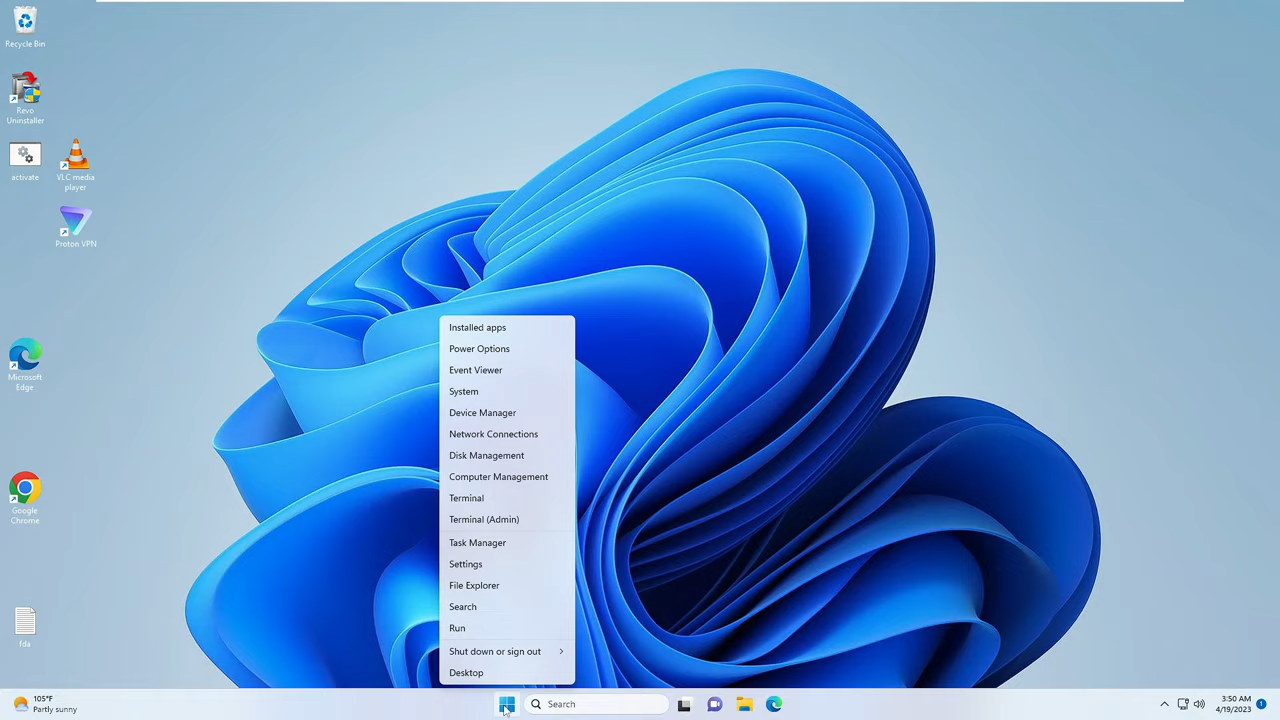 Recycle Bin
Revo
Uninstaller
activate
VLC media
player
Proton VPN
Microsoft
Edge
Google
Chrome
fda
Installed apps
Power Options
Event Viewer
System
Device Manager
Network Connections
Disk Management
Computer Management
Terminal
Terminal (Admin)
Task Manager
Settings
File Explorer
Search
Run
Shut down or sign out
Desktop
105°F
Partly sunny
Search
3:50 AM
4/19/2023
1